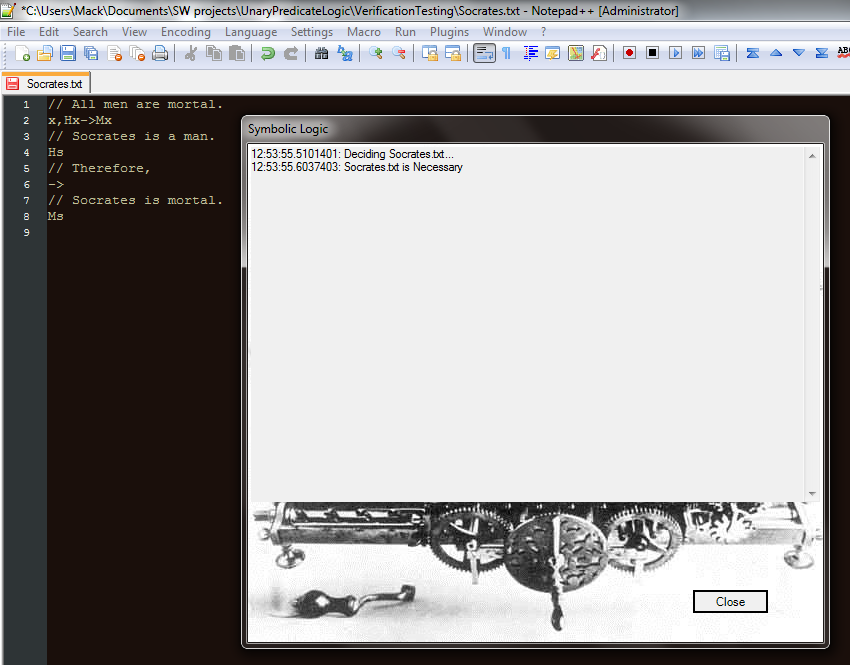 *C:\Users\Mack\Documents\SW projects\UnaryPredicateLogic\VerificationTesting\Socrates.txt - Notepad++ [Administrator]
File Edit Search View Encoding Language Settings Macro Run Plugins Window ?
Socrates.txt
1 // All men are mortal.
2 x,Hx->Mx
3 // Socrates is a man.
4 Hs
5 // Therefore,
6 ->
7 // Socrates is mortal.
8 Ms
9
Symbolic Logic
12:53:55.5101401: Deciding Socrates.txt...
12:53:55.6037403: Socrates.txt is Necessary
Close